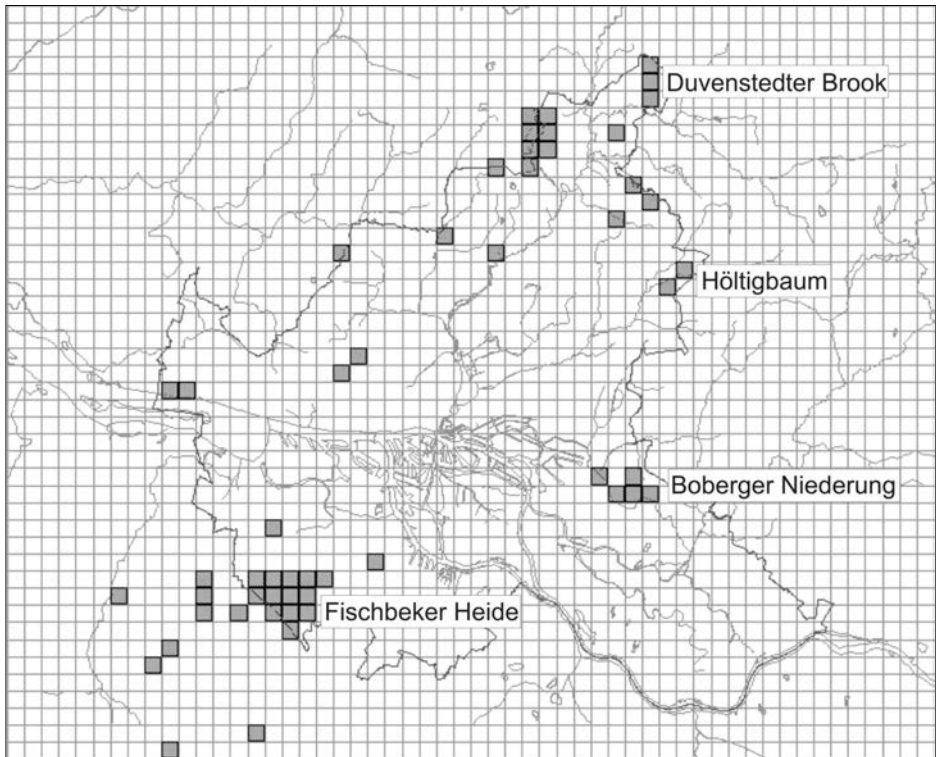 Duvenstedter Brook
Höltigbaum
Boberger Niederung
Fischbeker Heide